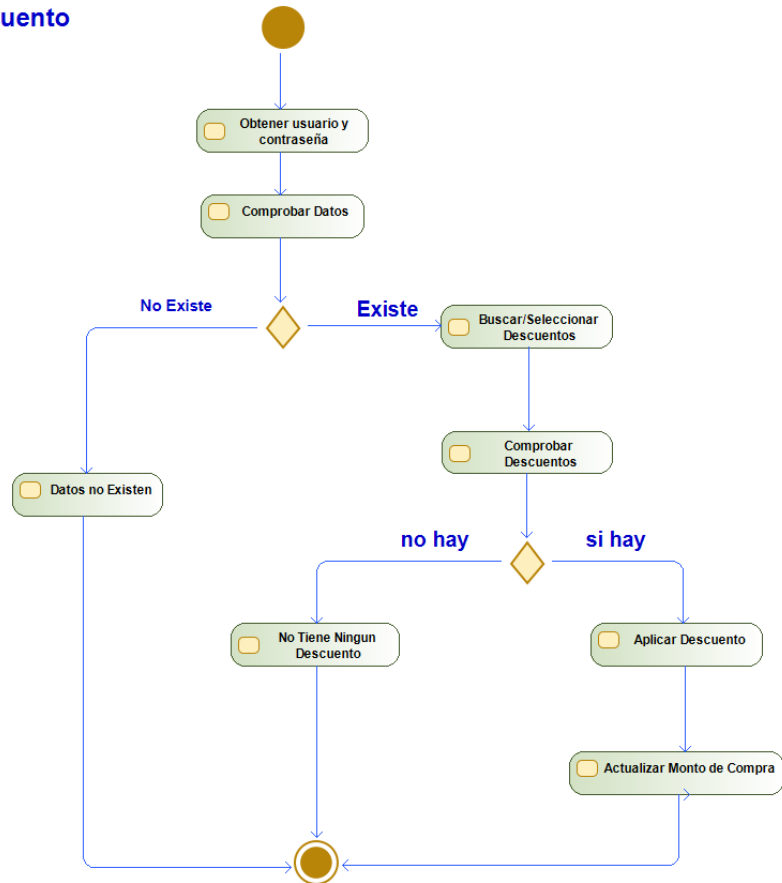 uento
Obtener usuario y
contraseña
Comprobar Datos
No Existe
Existe
Buscar/Seleccionar
Descuentos
Comprobar
Descuentos
Datos no Existen
no hay
si hay
No Tiene Ningun
Descuento
Aplicar Descuento
Actualizar Monto de Compra